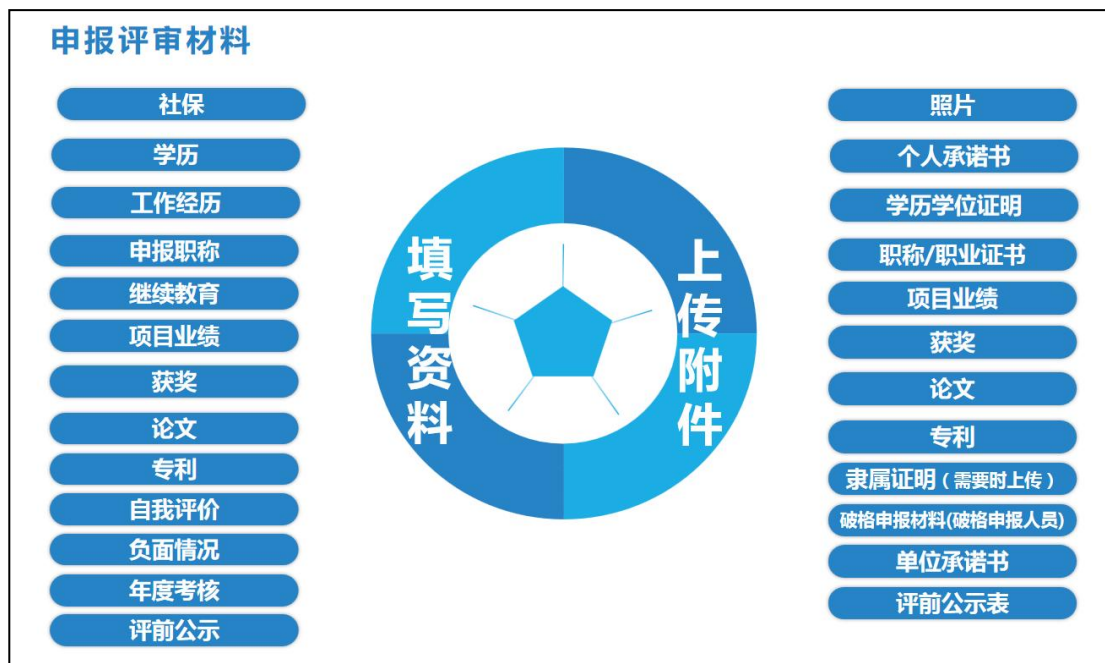 申报评审材料
社保
学历
工作经历
申报职称
继续教育
项目业绩
获奖
论文
专利
自我评价
负面情况
年度考核
评前公示
填写资料
上传附件
照片
个人承诺书
学历学位证明
职称/职业证书
项目业绩
获奖
论文
专利
隶属证明（需要时上传）
破格申报材料(破格申报人员)
单位承诺书
评前公示表